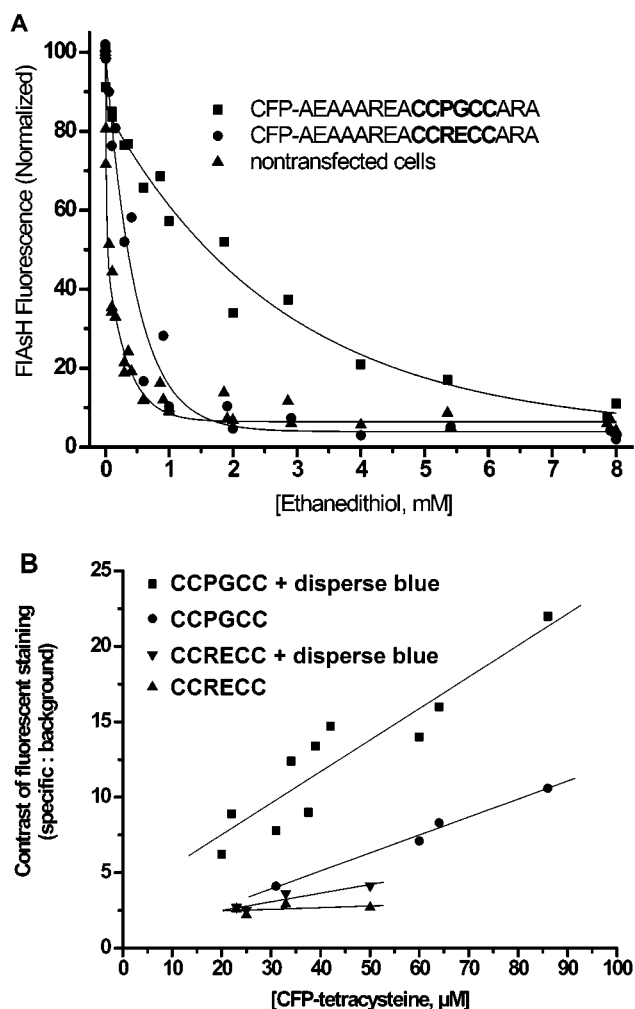 A
FlAsH Fluorescence (Normalized)
100
80
60
40
20
0
CFP-AEAAAREACCPGCCARA
CFP-AEAAAREACCRECCARA
nontransfected cells
0 1 2 3 4 5 6 7 8
[Ethanedithiol, mM]
B
Contrast of fluorescent staining
(specific : background)
25
20
15
10
5
0
CCPGCC + disperse blue
CCPGCC
CCRECC + disperse blue
CCRECC
0 10 20 30 40 50 60 70 80 90 100
[CFP-tetracysteine, µM]